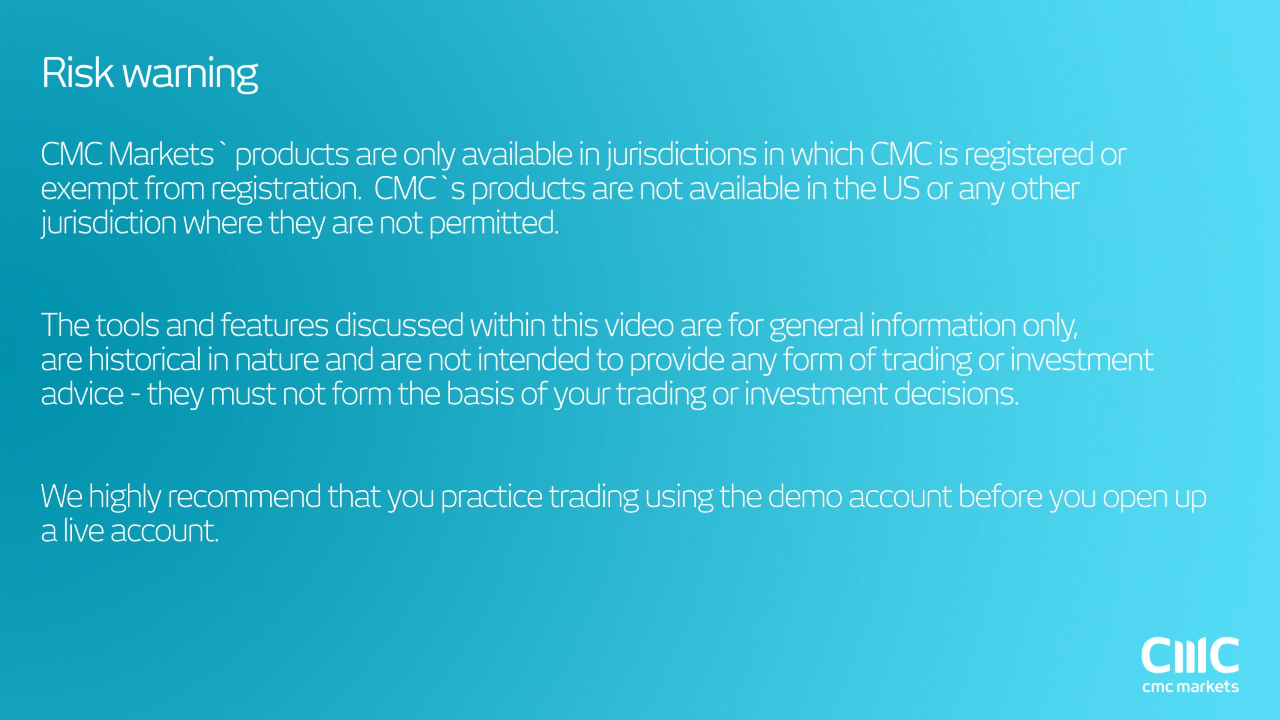 Risk warning
CMC Markets` products are only available in jurisdictions in which CMC is registered or
exempt from registration.  CMC`s products are not available in the US or any other
jurisdiction where they are not permitted.
The tools and features discussed within this video are for general information only,
are historical in nature and are not intended to provide any form of trading or investment
advice - they must not form the basis of your trading or investment decisions.
We highly recommend that you practice trading using the demo account before you open up
a live account.
CMC
cmc markets